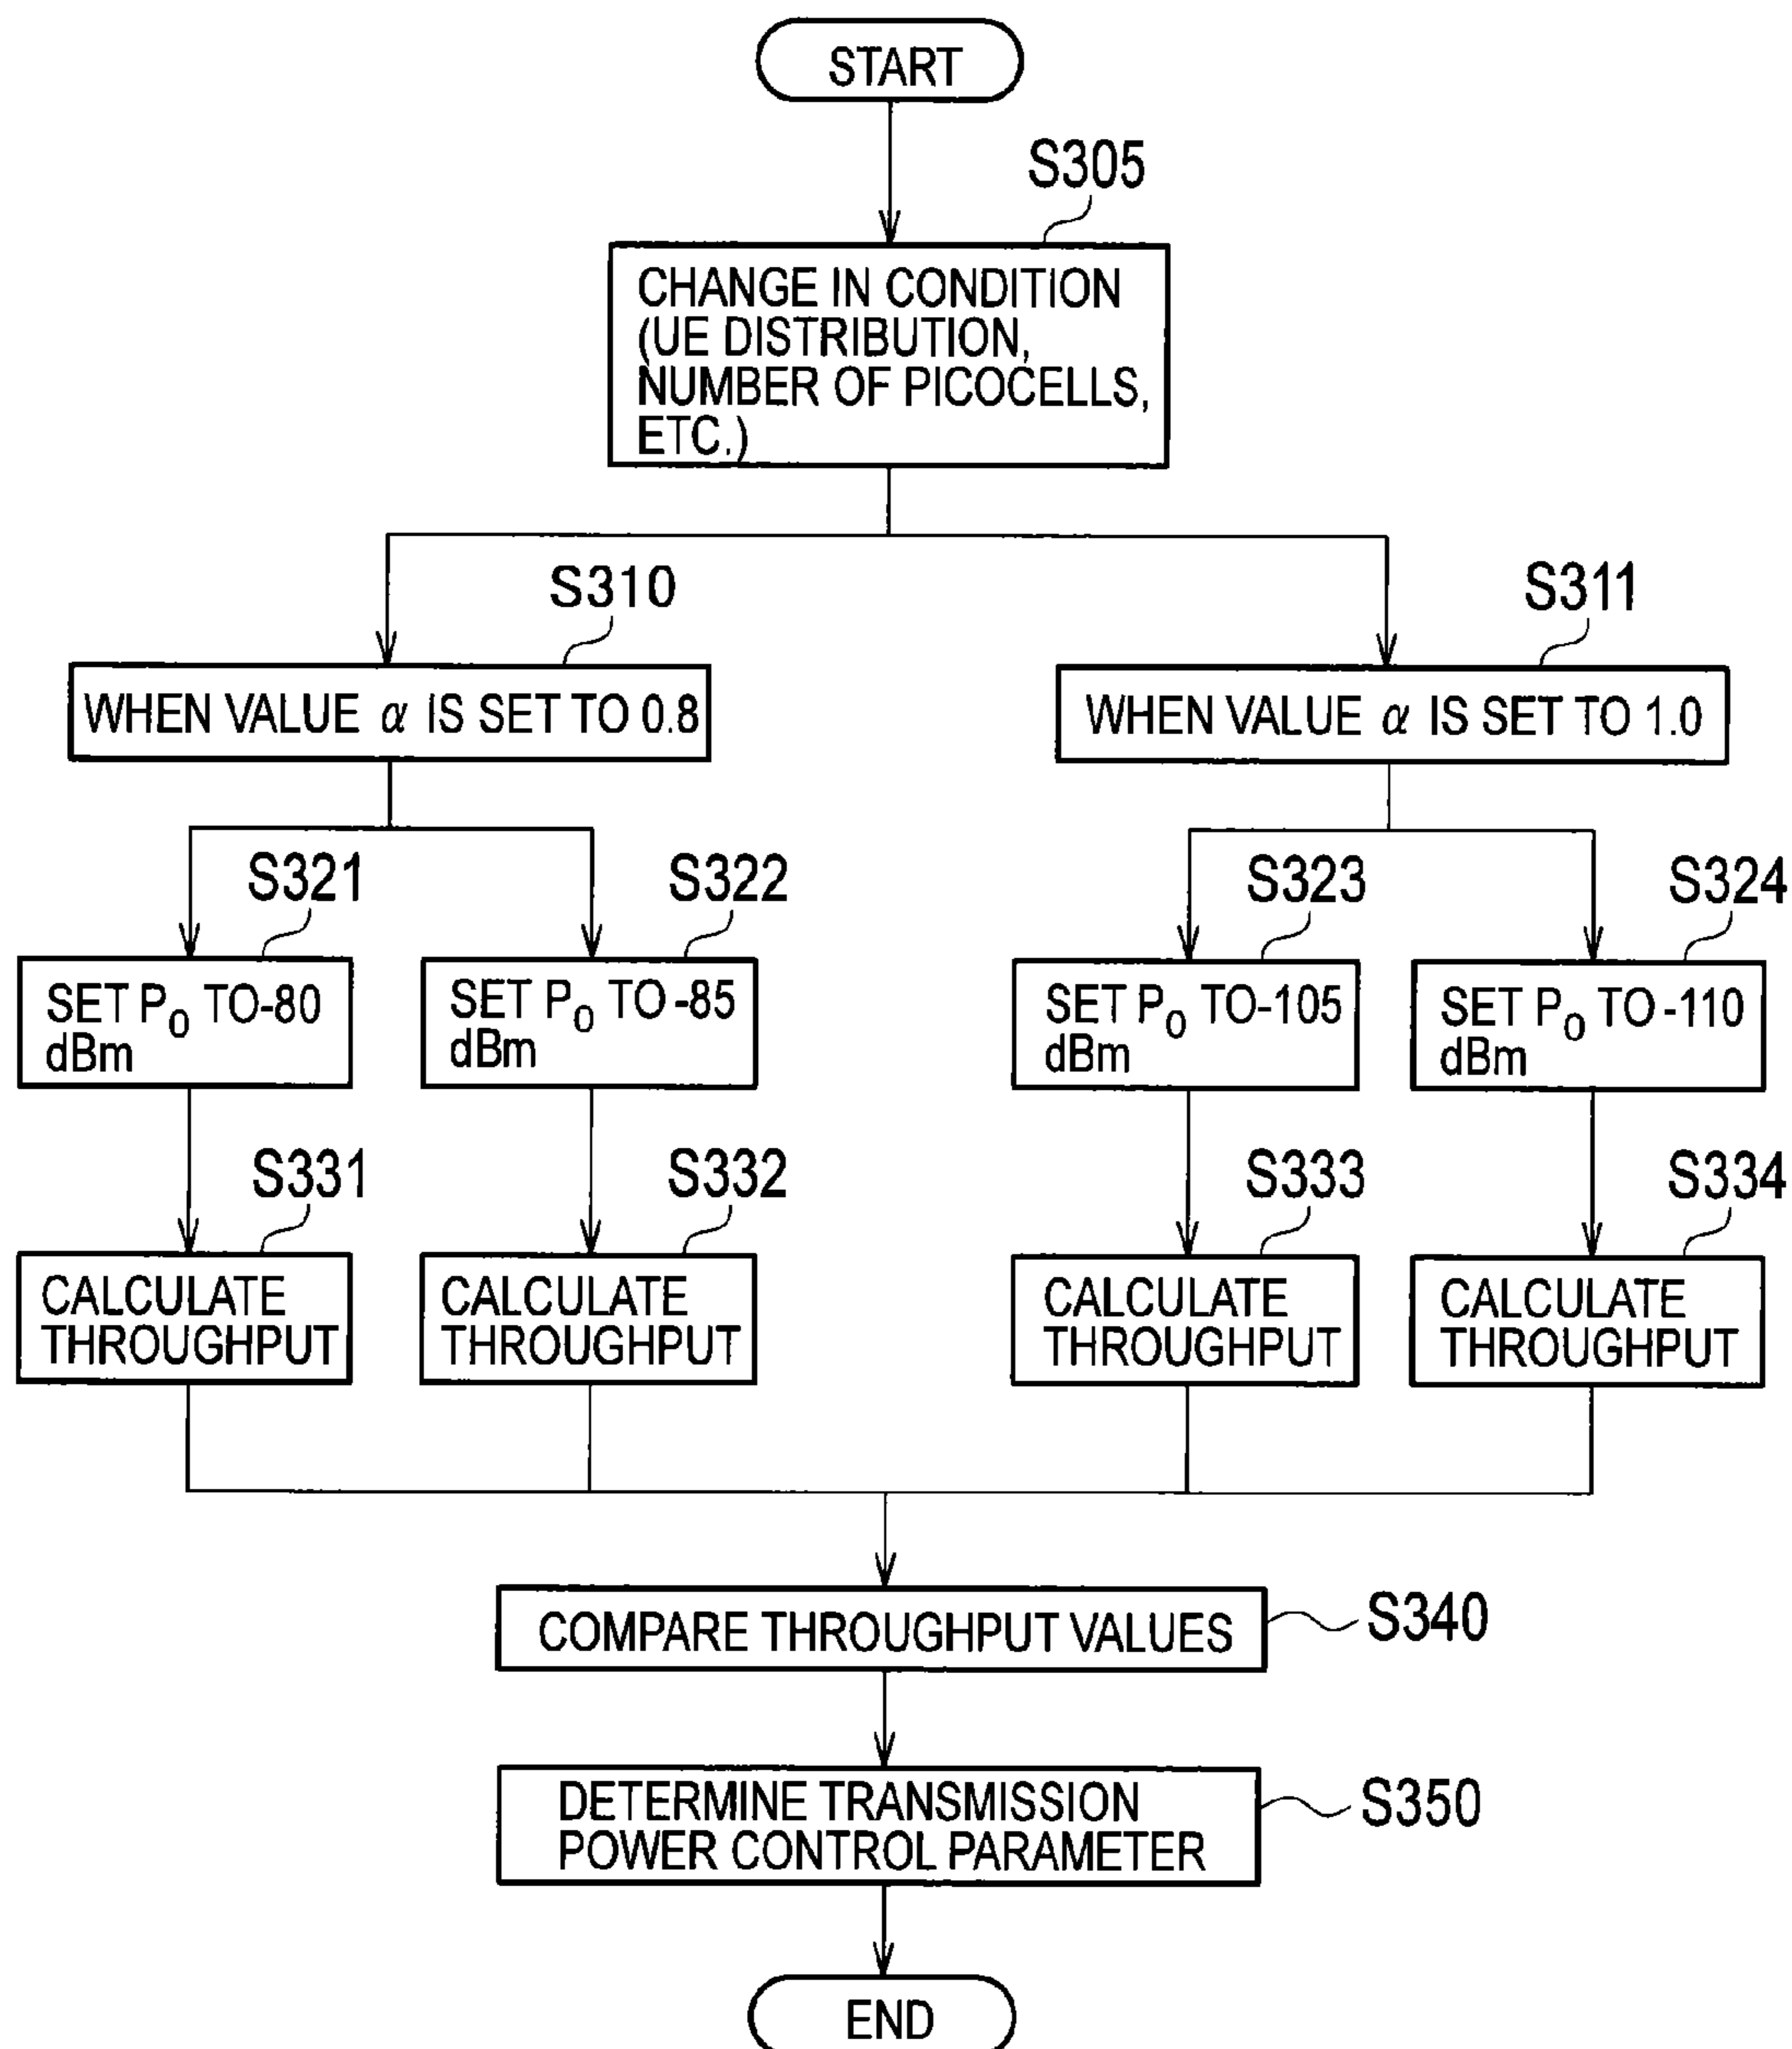 START
S305
CHANGE IN CONDITION
(UE DISTRIBUTION,
NUMBER OF PICOCELLS,
ETC.)
S310
S311
WHEN VALUE α IS SET TO 0.8
WHEN VALUE α IS SET TO 1.0
S321
S322
S323
S324
SET P0 TO-80
dBm
SET P0 TO -85
dBm
SET P0 TO-105
dBm
SET P0 TO -110
dBm
S331
S332
S333
S334
CALCULATE
THROUGHPUT
CALCULATE
THROUGHPUT
CALCULATE
THROUGHPUT
CALCULATE
THROUGHPUT
COMPARE THROUGHPUT VALUES
S340
DETERMINE TRANSMISSION
POWER CONTROL PARAMETER
S350
END